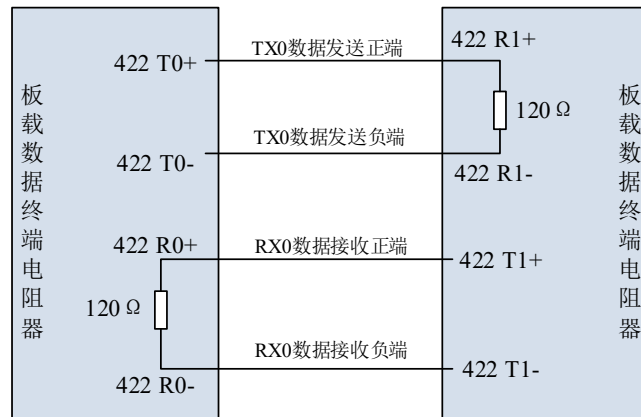 板载数据终端电阻器
422 T0+
TX0数据发送正端
422 R1+
120 Ω
422 T0-
TX0数据发送负端
422 R1-
422 R0+
RX0数据接收正端
422 T1+
120 Ω
422 R0-
RX0数据接收负端
422 T1-
板载数据终端电阻器